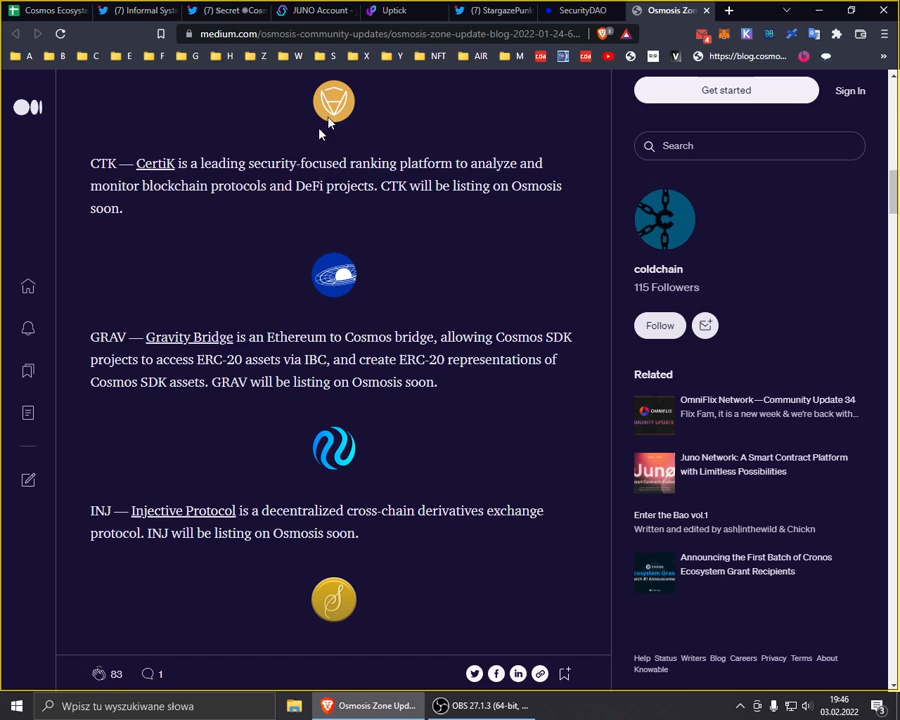 Cosmos Ecosyst
(7) Informal Syst
(7) Secret ⚛Cosm
JUNO Account -
Uptick
(7) StargazePunk
SecurityDAO
Osmosis Zone
medium.com/osmosis-community-updates/osmosis-zone-update-blog-2022-01-24-6...
A
B
C
E
F
G
H
Z
W
S
X
Y
NFT
AIR
M
https://blog.cosmo...
Get started
Sign In
Search
CTK — CertiK is a leading security-focused ranking platform to analyze and
monitor blockchain protocols and DeFi projects. CTK will be listing on Osmosis
soon.
GRAV — Gravity Bridge is an Ethereum to Cosmos bridge, allowing Cosmos SDK
projects to access ERC-20 assets via IBC, and create ERC-20 representations of
Cosmos SDK assets. GRAV will be listing on Osmosis soon.
INJ — Injective Protocol is a decentralized cross-chain derivatives exchange
protocol. INJ will be listing on Osmosis soon.
83
1
coldchain
115 Followers
Follow
Related
OmniFlix Network — Community Update 34
Flix Fam, it is a new week & we're back with...
Juno Network: A Smart Contract Platform
with Limitless Possibilities
Enter the Bao vol.1
Written and edited by ash|inthewild & Chickn
Announcing the First Batch of Cronos
Ecosystem Grant Recipients
Help Status Writers Blog Careers Privacy Terms About
Knowable
Wpisz tu wyszukiwane słowa
Osmosis Zone Upd...
OBS 27.1.3 (64-bit, ...
19:46
03.02.2022
3